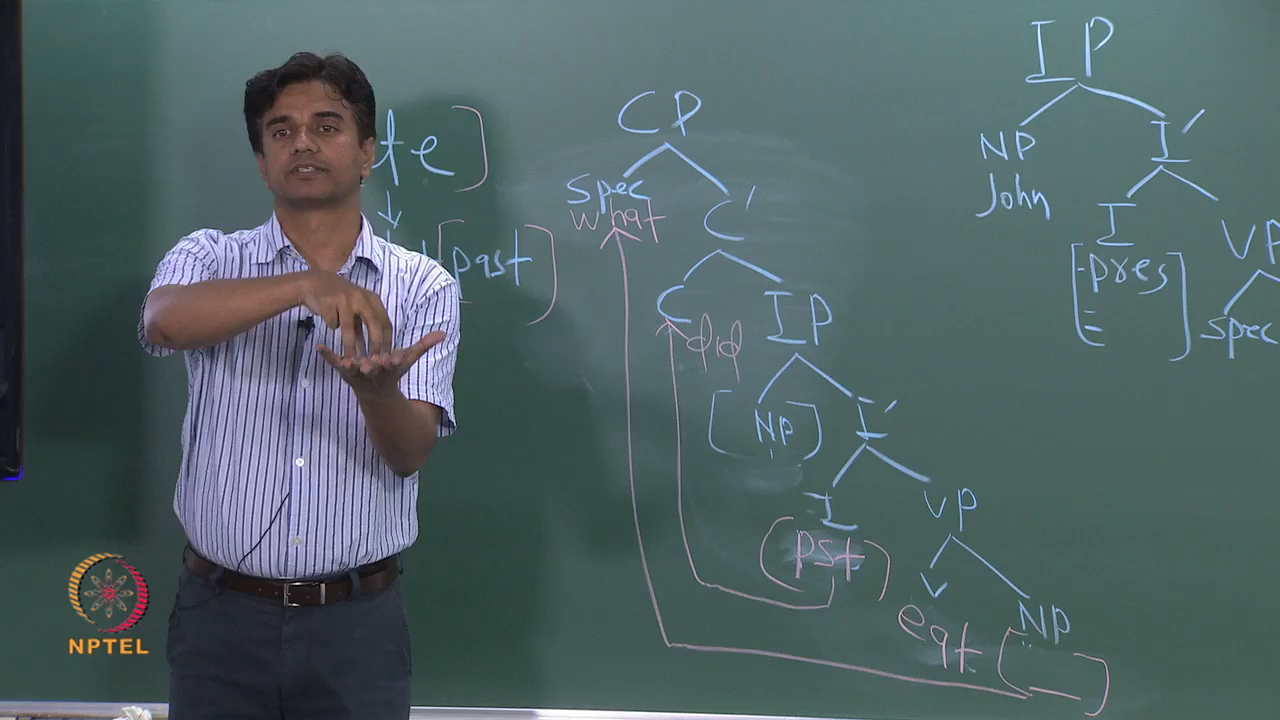 te]
↓
[past]
CP
Spec
C'
what
C
IP
did
[NP]
I'
I
VP
(pst)
V
NP
eat
[__]
IP
NP
I'
John
I
VP
[-pres]
Spec
NPTEL